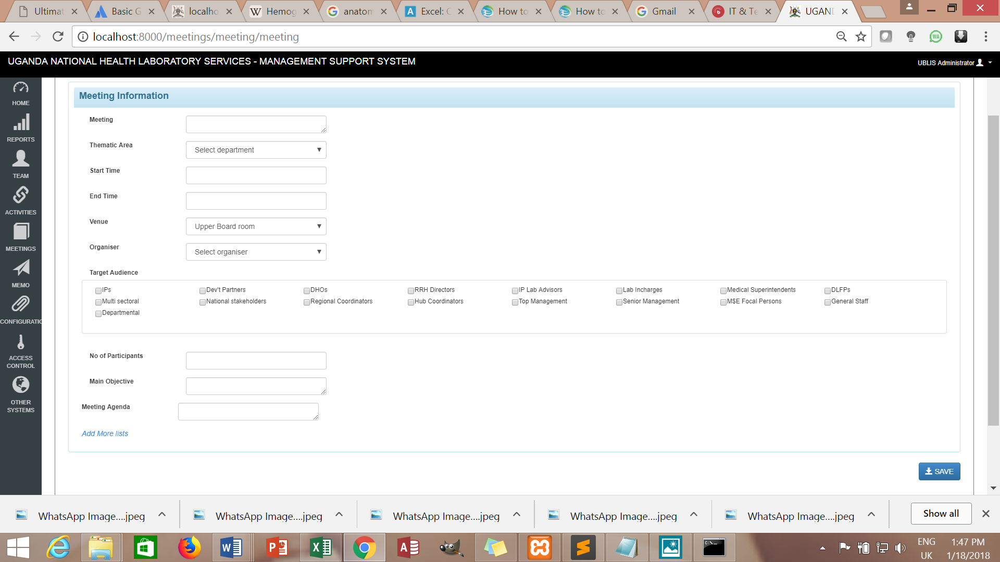 Ultimat
Basic G
localho
Hemog
anatom
Excel: C
How to
How to
Gmail
IT & Te
UGAND
localhost:8000/meetings/meeting/meeting
UGANDA NATIONAL HEALTH LABORATORY SERVICES - MANAGEMENT SUPPORT SYSTEM
UBLIS Administrator
HOME
REPORTS
TEAM
ACTIVITIES
MEETINGS
MEMO
CONFIGURATIO
ACCESS
CONTROL
OTHER
SYSTEMS
Meeting Information
Meeting
Thematic Area
Select department
Start Time
End Time
Venue
Upper Board room
Organiser
Select organiser
Target Audience
IPs Dev't Partners DHOs RRH Directors IP Lab Advisors Lab Incharges Medical Superintendents DLFPs
Multi sectoral National stakeholders Regional Coordinators Hub Coordinators Top Management Senior Management M$E Focal Persons General Staff
Departmental
No of Participants
Main Objective
Meeting Agenda
Add More lists
SAVE
WhatsApp Image....jpeg
WhatsApp Image....jpeg
WhatsApp Image....jpeg
WhatsApp Image....jpeg
WhatsApp Image....jpeg
Show all
ENG
UK
1:47 PM
1/18/2018